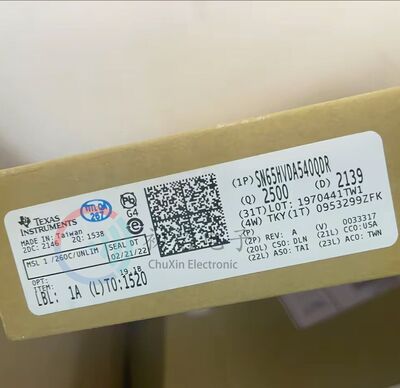 TEXAS
INSTRUMENTS
MADE IN: Taiwan
2DC: 2146 2Q: 1538
MSL 1 /260C/UNLIM
SEAL DT
02/21/22
OPT:
ITEM: 19.1B
LBL: 1A (L)TO:1520
G4
(1P) SN65HVDA540QDR
(Q) 2500 (D) 2139
(31T) LOT: 1970441TW1
(4W) TKY(1T) 0953299ZFK
(P)
(2P) REV: A (V) 0033317
(20L) CSO: DLN (21L) CCO:USA
(22L) ASO: TAI (23L) ACO: TWN
ChuXin Electronic